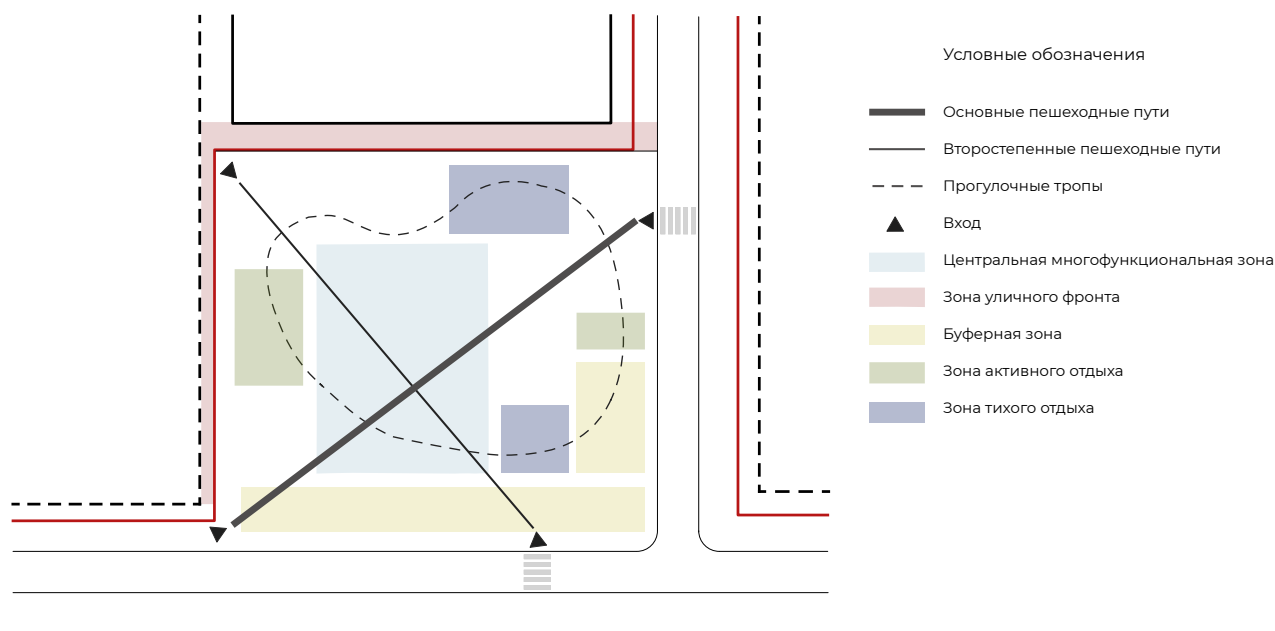 Условные обозначения
Основные пешеходные пути
Второстепенные пешеходные пути
Прогулочные тропы
Вход
Центральная многофункциональная зона
Зона уличного фронта
Буферная зона
Зона активного отдыха
Зона тихого отдыха